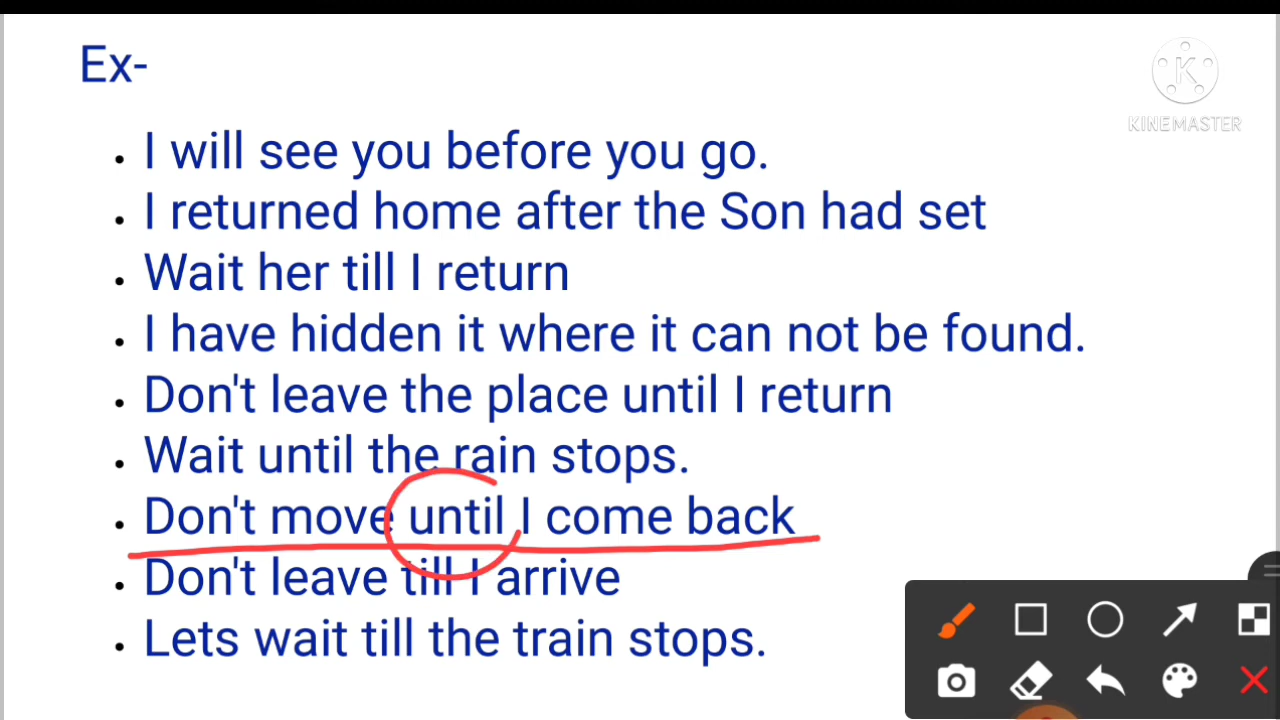 Ex-
KINEMASTER
• I will see you before you go.
• I returned home after the Son had set
• Wait her till I return
• I have hidden it where it can not be found.
• Don't leave the place until I return
• Wait until the rain stops.
• Don't move until I come back
• Don't leave till I arrive
• Lets wait till the train stops.